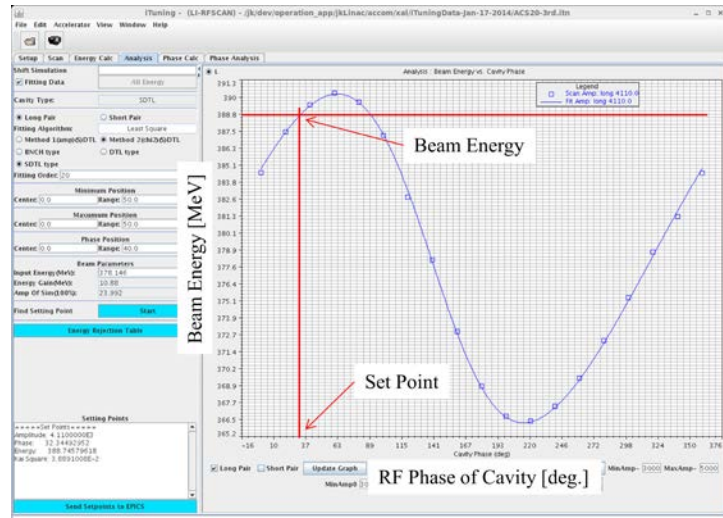 iTuning - (LI-RFSCAN) - /jk/dev/operation_app/jkLinac/accom/xal/iTuningData-Jan-17-2014/ACS20-3rd.itn
File Edit Accelerator View Window Help
Setup Scan Energy Calc Analysis Phase Calc Phase Analysis
Shift Simulation
Fitting Data All Energy
Cavity Type: SDTL
Long Pair Short Pair
Fitting Algorithm: Least Square
BNCH type DTL type
SDTL type
Fitting Order: 20
Minimum Position
Center: 0.0 Range: 50.0
Maximum Position
Center: 0.0 Range: 50.0
Phase Position
Center: 0.0 Range: 40.0
Beam Parameters
Input Energy(MeV): 378.146
Energy Gain(MeV): 10.88
Amp Of Sim(100%): 23.992
Find Setting Point Start
Energy Rejection Table
Setting Points
=====Set Points=====
Amplitude: 4.1100000E3
Phase: 32.34492952
Energy: 388.74579618
Kai Square: 3.8891008E-2
Send Setpoints to EPICS
L
Analysis : Beam Energy vs. Cavity Phase
Legend
Scan Amp: long 4110.0
Fit Amp: long 4110.0
391.3
390
388.8
387.5
386.3
385.1
383.8
382.6
381.3
380.1
378.9
377.6
376.4
375.1
373.9
372.7
371.4
370.2
368.9
367.7
366.5
365.2
Beam Energy [MeV]
Beam Energy
Set Point
-16 10 37 63 89 115 141 167 193 220 246 272 298 324 350 376
Cavity Phase (deg)
Long Pair Short Pair Update Graph MinAmp- 3000 MaxAmp- 5000
RF Phase of Cavity [deg.]